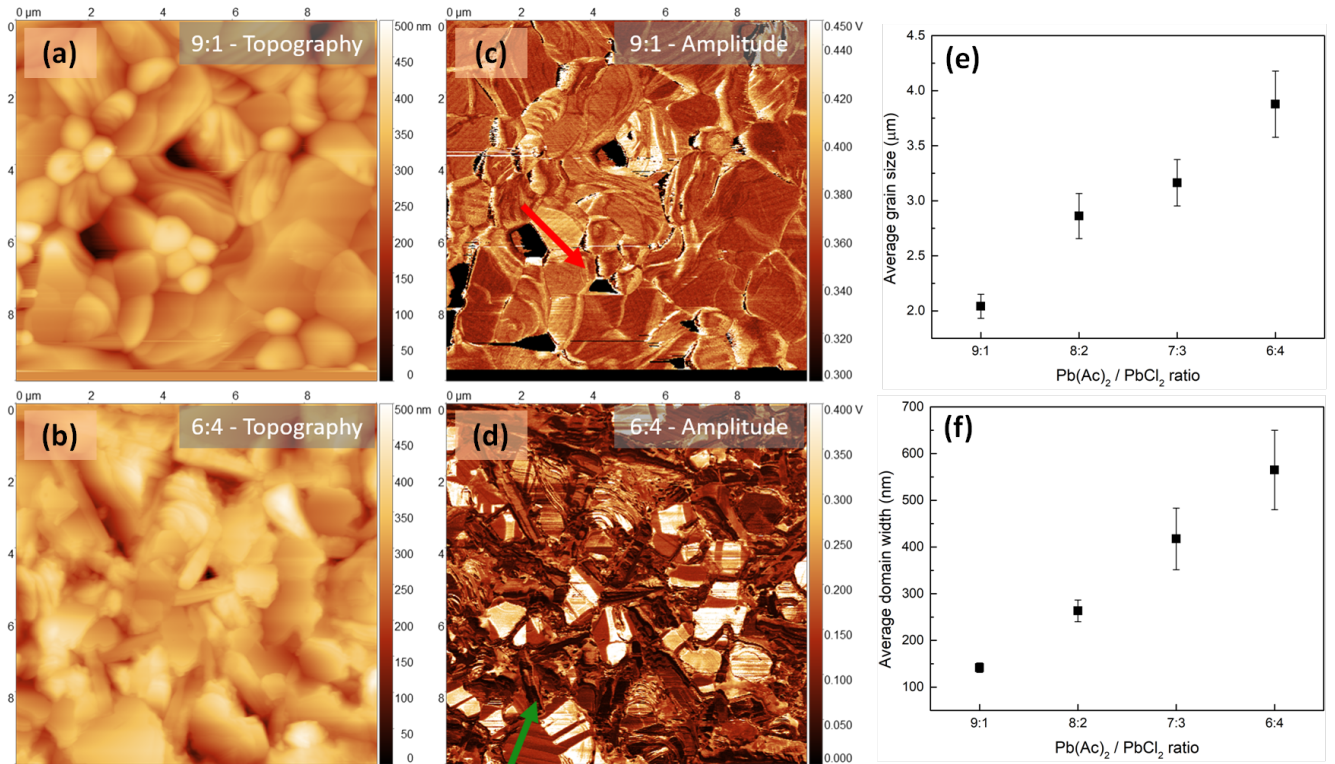 0 µm 2 4 6 8
0
2
4
6
8
(a)
9:1 - Topography
500 nm
450
400
350
300
250
200
150
100
50
0
0 µm 2 4 6 8
(c)
9:1 - Amplitude
0.450 V
0.440
0.420
0.400
0.380
0.360
0.340
0.320
0.300
(e)
4.5
4.0
3.5
3.0
2.5
2.0
Average grain size (µm)
9:1 8:2 7:3 6:4
Pb(Ac)₂ / PbCl₂ ratio
0 µm 2 4 6 8
0
2
4
6
8
(b)
6:4 - Topography
500 nm
450
400
350
300
250
200
150
100
50
0
0 µm 2 4 6 8
(d)
6:4 - Amplitude
0.400 V
0.350
0.300
0.250
0.200
0.150
0.100
0.050
0.000
(f)
700
600
500
400
300
200
100
Average domain width (nm)
9:1 8:2 7:3 6:4
Pb(Ac)₂ / PbCl₂ ratio